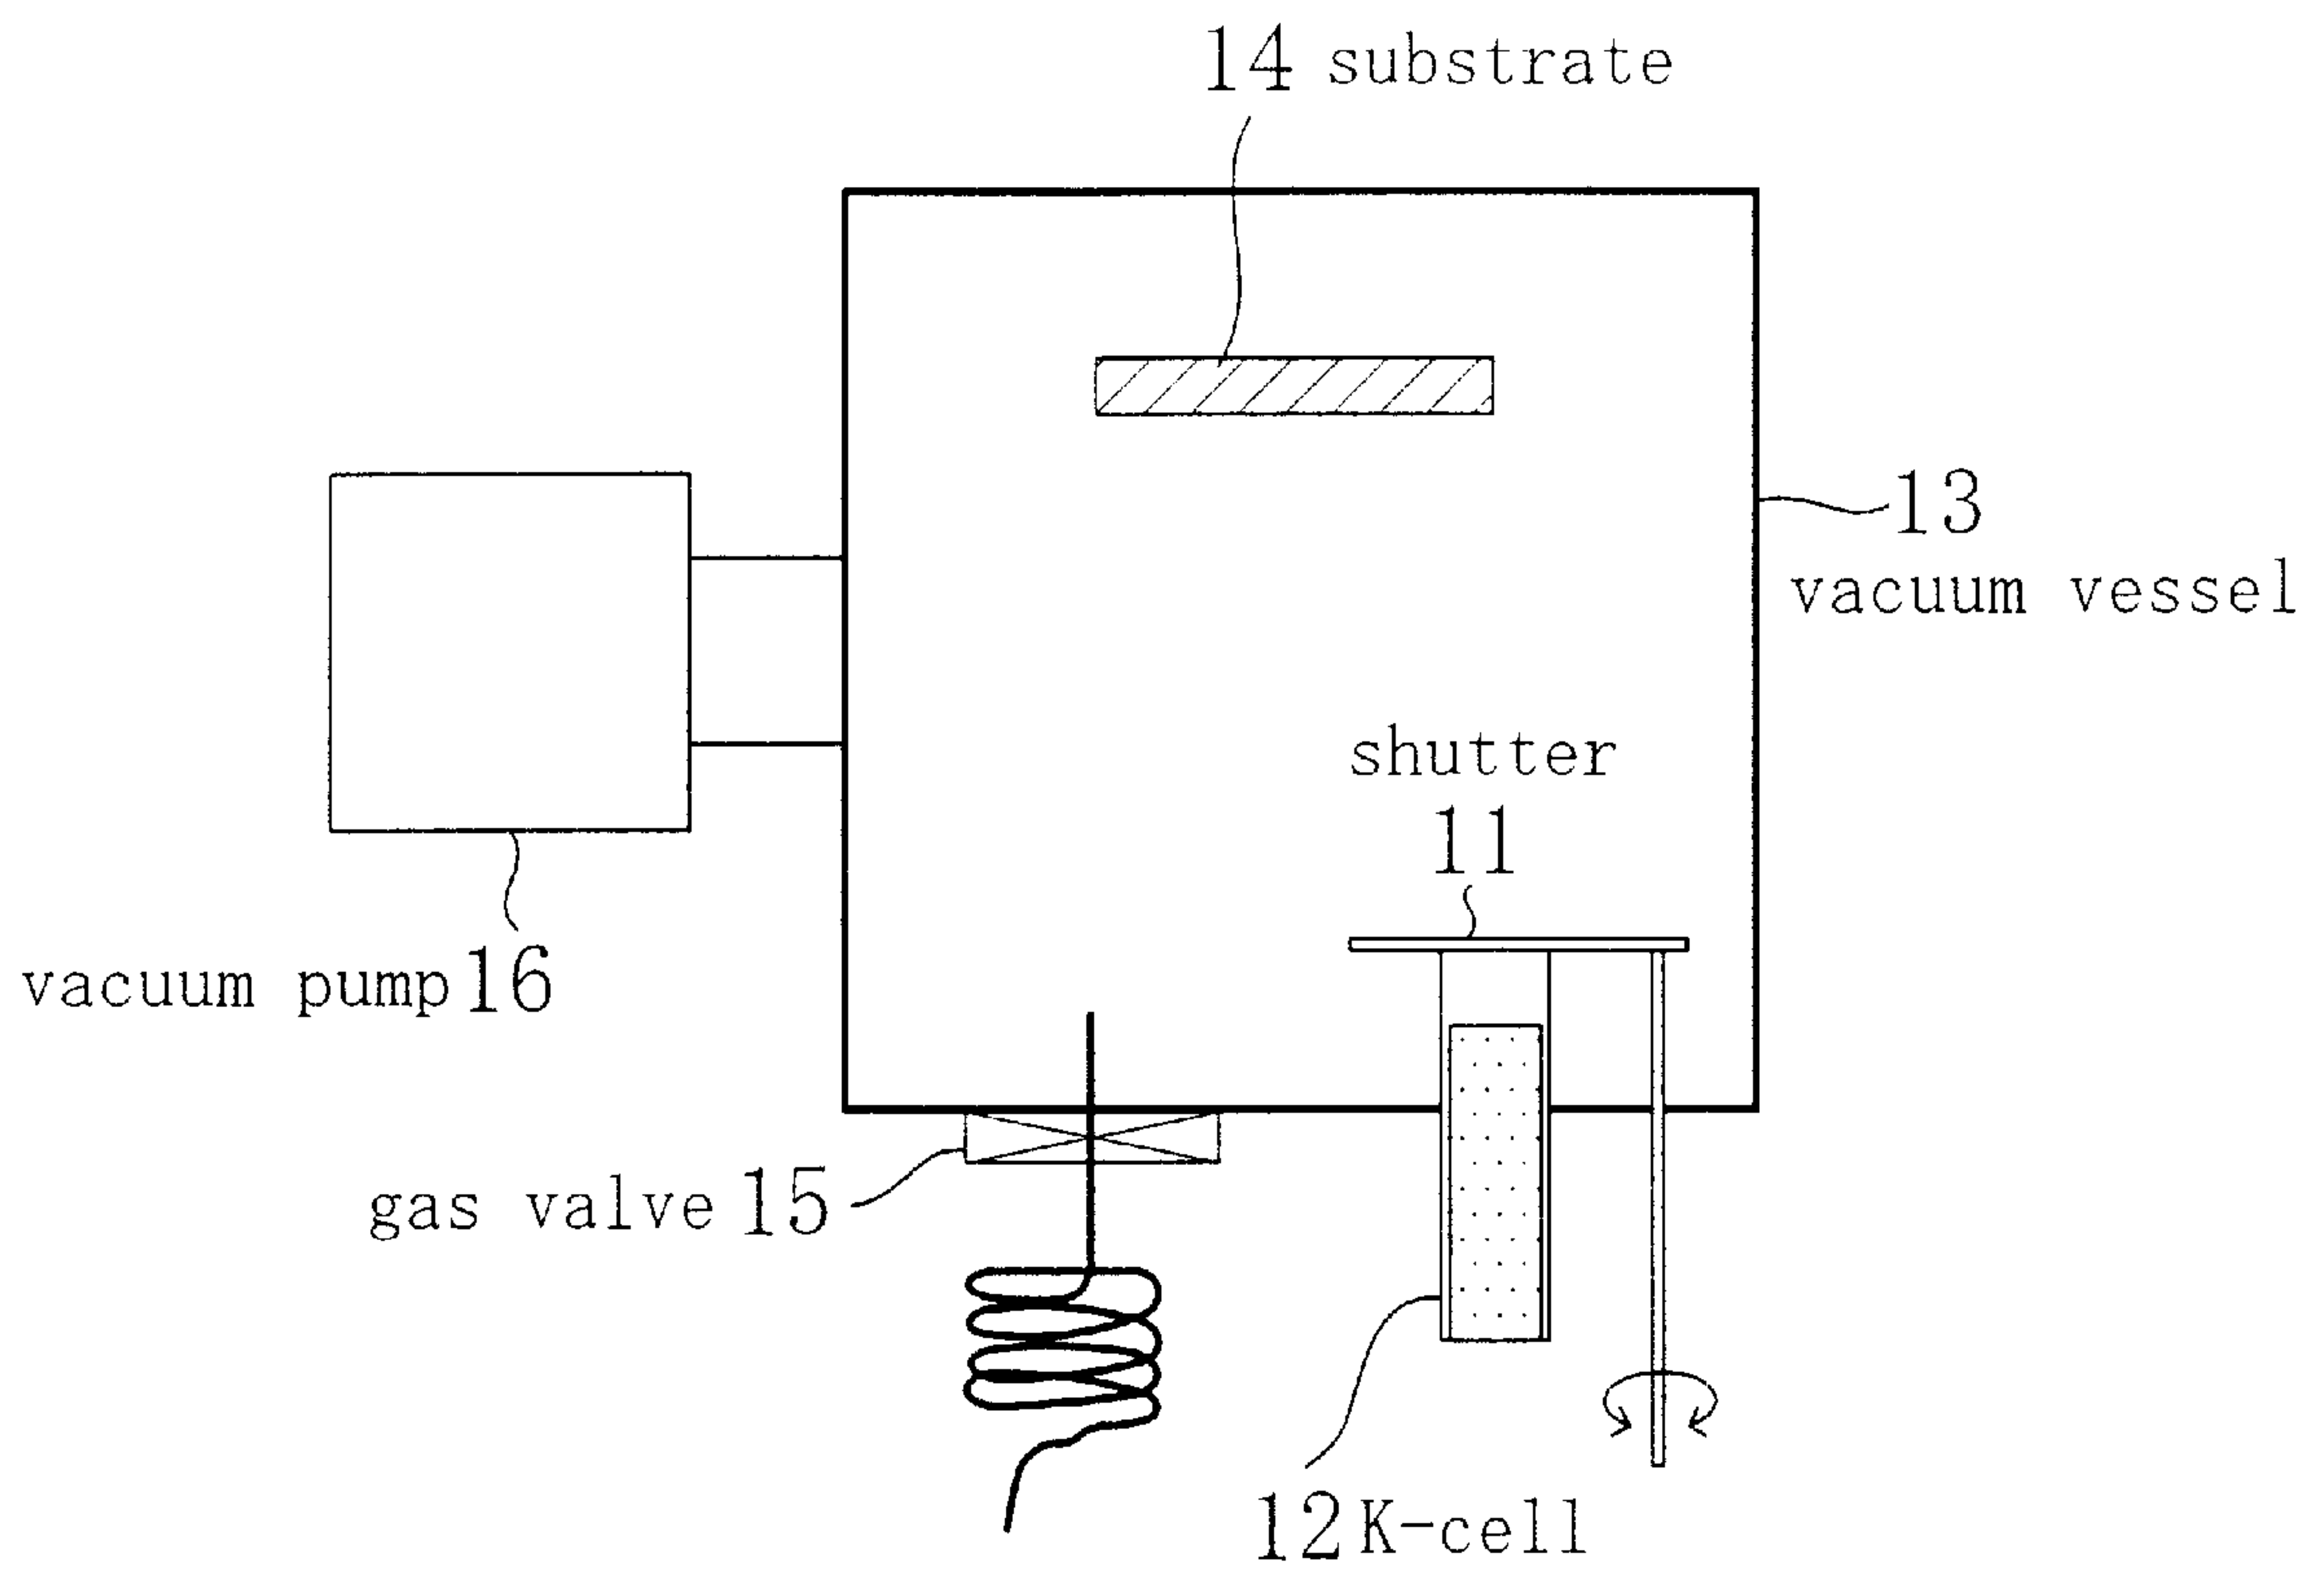 14 substrate
13
vacuum vessel
shutter
11
vacuum pump 16
gas valve 15
12 K-cell